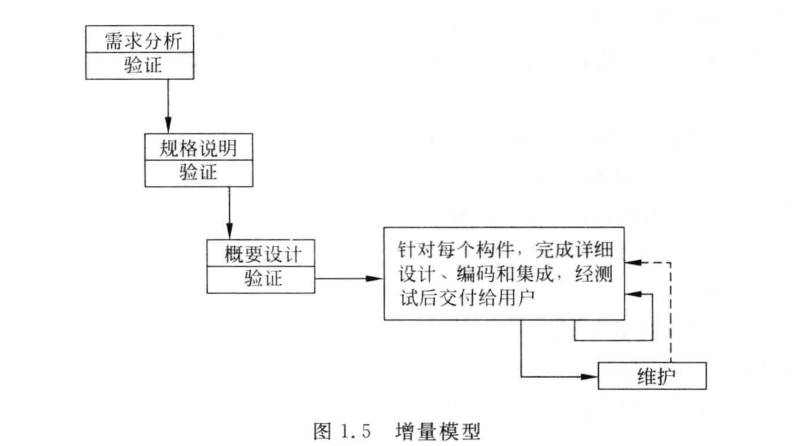 需求分析
验证
规格说明
验证
概要设计
验证
针对每个构件，完成详细
设计、编码和集成，经测
试后交付给用户
维护
图 1.5 增量模型